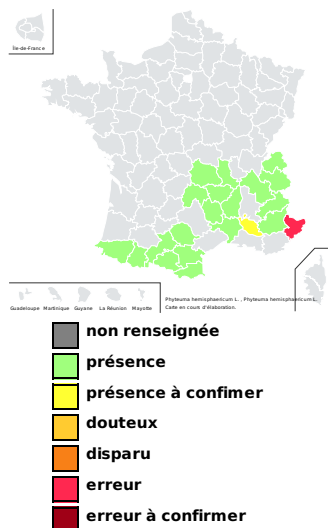 Île-de-France
Guadeloupe Martinique Guyane La Réunion Mayotte
Phyteuma hemisphaericum L. , Phyteuma hemisphaericum L.
Carte en cours d'élaboration.
non renseignée
présence
présence à confimer
douteux
disparu
erreur
erreur à confirmer